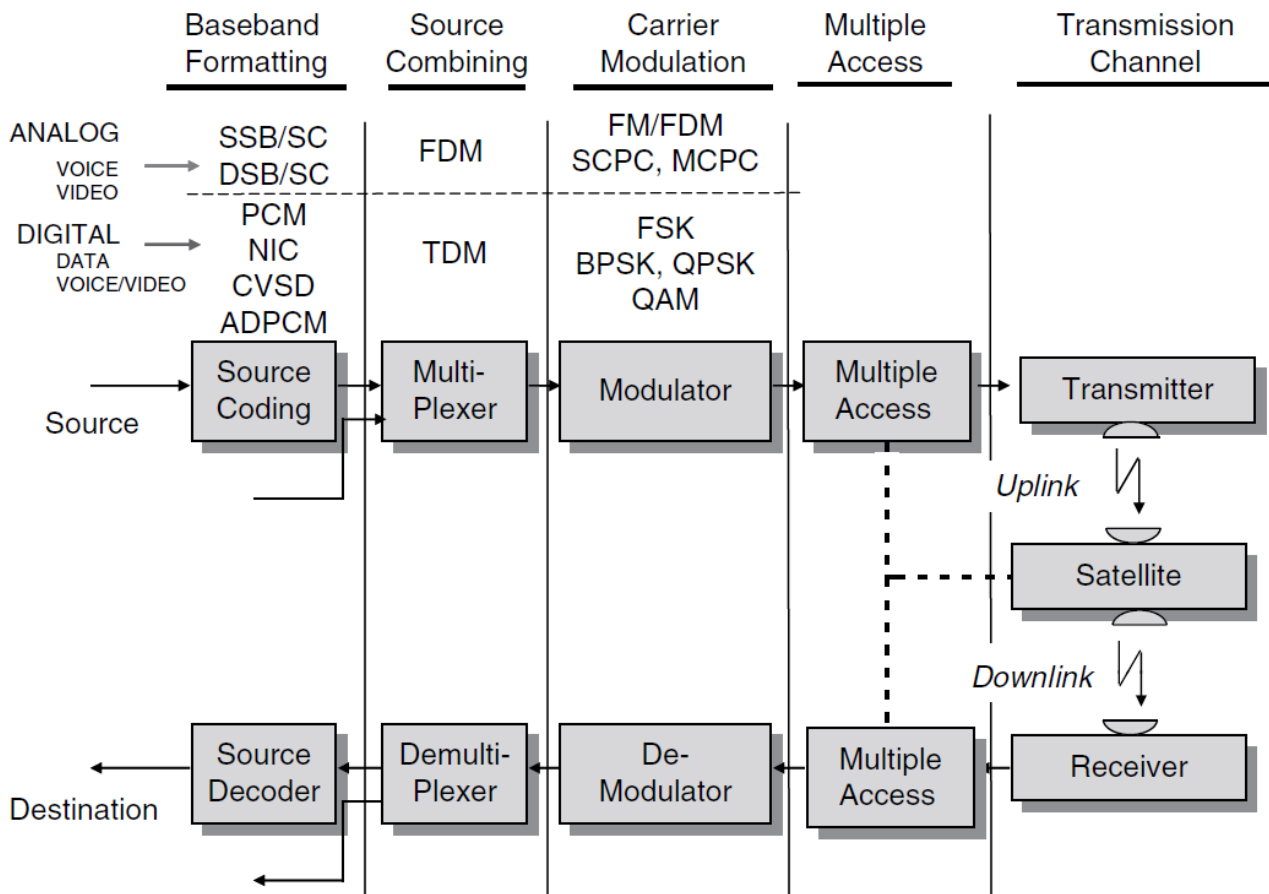 Baseband
Formatting
Source
Combining
Carrier
Modulation
Multiple
Access
Transmission
Channel
ANALOG
VOICE
VIDEO
SSB/SC
DSB/SC
FDM
FM/FDM
SCPC, MCPC
DIGITAL
DATA
VOICE/VIDEO
PCM
NIC
CVSD
ADPCM
TDM
FSK
BPSK, QPSK
QAM
Source
Source
Coding
Multi-
Plexer
Modulator
Multiple
Access
Transmitter
Uplink
Satellite
Downlink
Destination
Source
Decoder
Demulti-
Plexer
De-
Modulator
Multiple
Access
Receiver